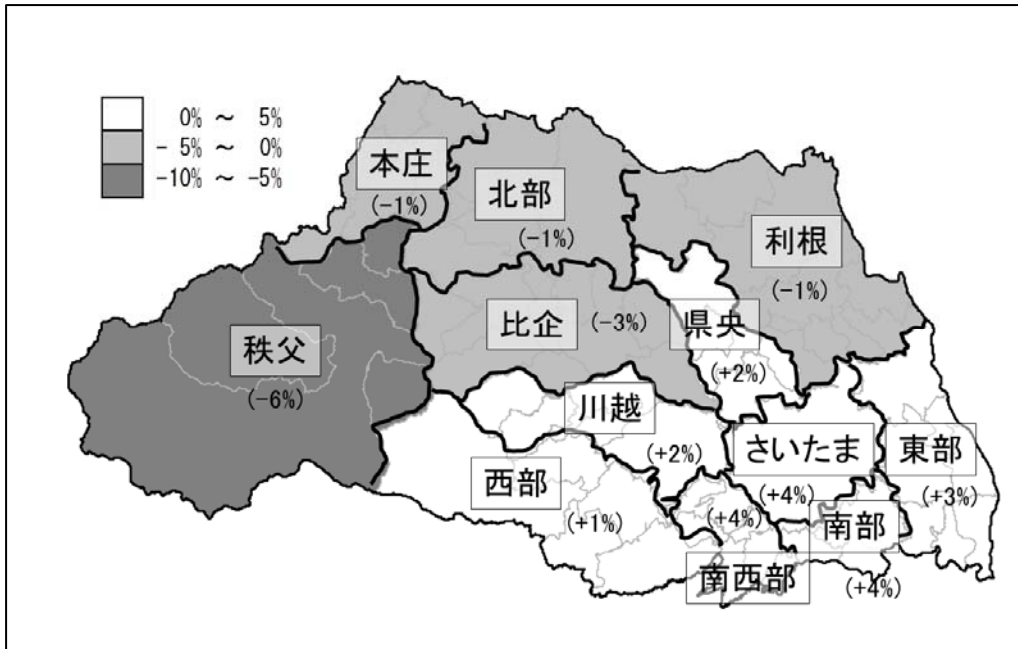 0% ~ 5%
- 5% ~ 0%
-10% ~ -5%
本庄
(-1%)
北部
(-1%)
利根
(-1%)
秩父
(-6%)
比企
(-3%)
県央
(+2%)
川越
(+2%)
さいたま
(+4%)
東部
(+3%)
西部
(+1%)
南西部
(+4%)
南部
(+4%)